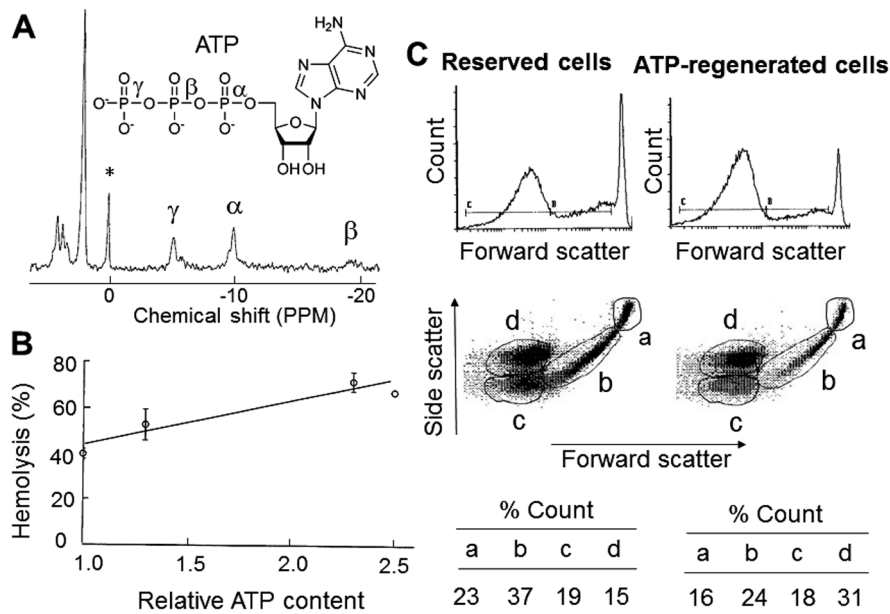 A
ATP
NH₂
N
N
N
N
O O O
γ β α
O⁻ P O P O P O
O⁻ O⁻ O⁻
O
OH OH
*
γ
α
β
0 -10 -20
Chemical shift (PPM)
B
Hemolysis (%)
80
60
40
20
0
1.0 1.5 2.0 2.5
Relative ATP content
C
Reserved cells ATP-regenerated cells
Count Count
C B C B
Forward scatter Forward scatter
Side scatter
d a b c
d a b c
Forward scatter
% Count
a b c d
23 37 19 15
% Count
a b c d
16 24 18 31